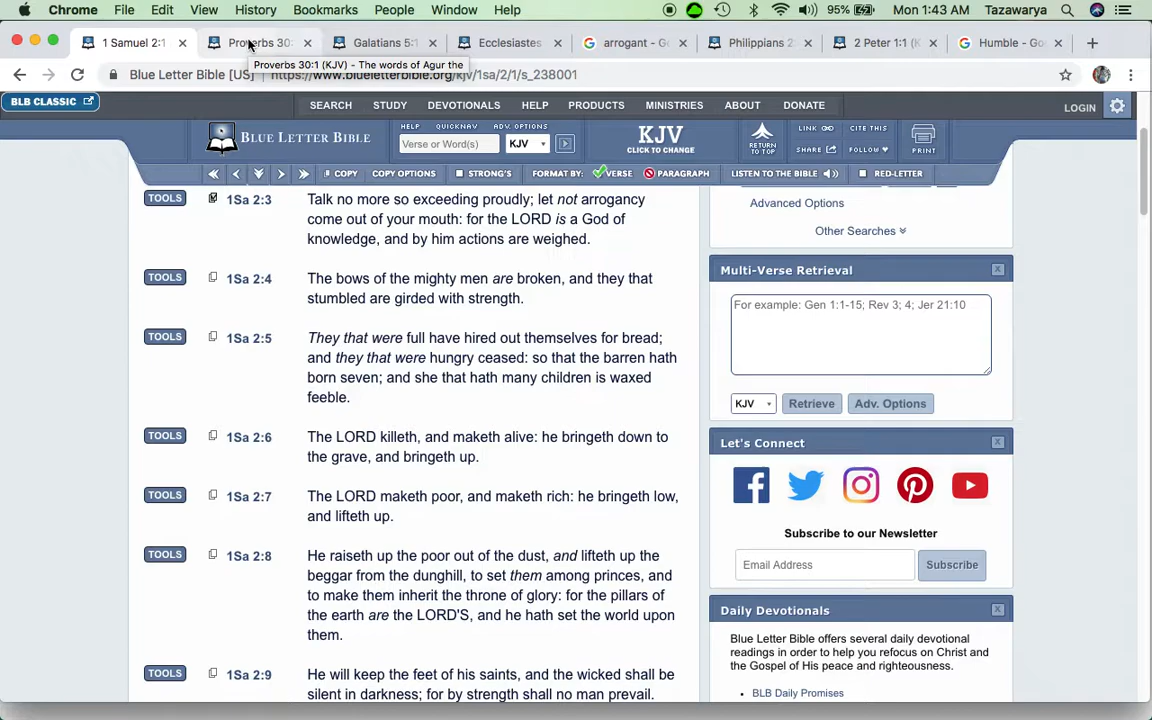 Chrome File Edit View History Bookmarks People Window Help 95% Mon 1:43 AM Tazawarya
1 Samuel 2:1 Proverbs 30: Galatians 5:1 Ecclesiastes arrogant - Go Philippians 2: 2 Peter 1:1 (K Humble - Goo
Proverbs 30:1 (KJV) - The words of Agur the
Blue Letter Bible [US] https://www.blueletterbible.org/kjv/1sa/2/1/s_238001
BLB CLASSIC
SEARCH STUDY DEVOTIONALS HELP PRODUCTS MINISTRIES ABOUT DONATE LOGIN
BLUE LETTER BIBLE
HELP QUICKNAV ADV. OPTIONS
Verse or Word(s) KJV
KJV
CLICK TO CHANGE
RETURN
TO TOP
LINK CITE THIS
SHARE FOLLOW
PRINT
COPY COPY OPTIONS STRONG'S FORMAT BY: VERSE PARAGRAPH LISTEN TO THE BIBLE RED-LETTER
TOOLS 1Sa 2:3 Talk no more so exceeding proudly; let not arrogancy
come out of your mouth: for the LORD is a God of
knowledge, and by him actions are weighed.
TOOLS 1Sa 2:4 The bows of the mighty men are broken, and they that
stumbled are girded with strength.
TOOLS 1Sa 2:5 They that were full have hired out themselves for bread;
and they that were hungry ceased: so that the barren hath
born seven; and she that hath many children is waxed
feeble.
TOOLS 1Sa 2:6 The LORD killeth, and maketh alive: he bringeth down to
the grave, and bringeth up.
TOOLS 1Sa 2:7 The LORD maketh poor, and maketh rich: he bringeth low,
and lifteth up.
TOOLS 1Sa 2:8 He raiseth up the poor out of the dust, and lifteth up the
beggar from the dunghill, to set them among princes, and
to make them inherit the throne of glory: for the pillars of
the earth are the LORD'S, and he hath set the world upon
them.
TOOLS 1Sa 2:9 He will keep the feet of his saints, and the wicked shall be
silent in darkness; for by strength shall no man prevail.
Advanced Options
Other Searches
Multi-Verse Retrieval
For example: Gen 1:1-15; Rev 3; 4; Jer 21:10
KJV Retrieve Adv. Options
Let's Connect
Subscribe to our Newsletter
Email Address Subscribe
Daily Devotionals
Blue Letter Bible offers several daily devotional
readings in order to help you refocus on Christ and
the Gospel of His peace and righteousness.
BLB Daily Promises